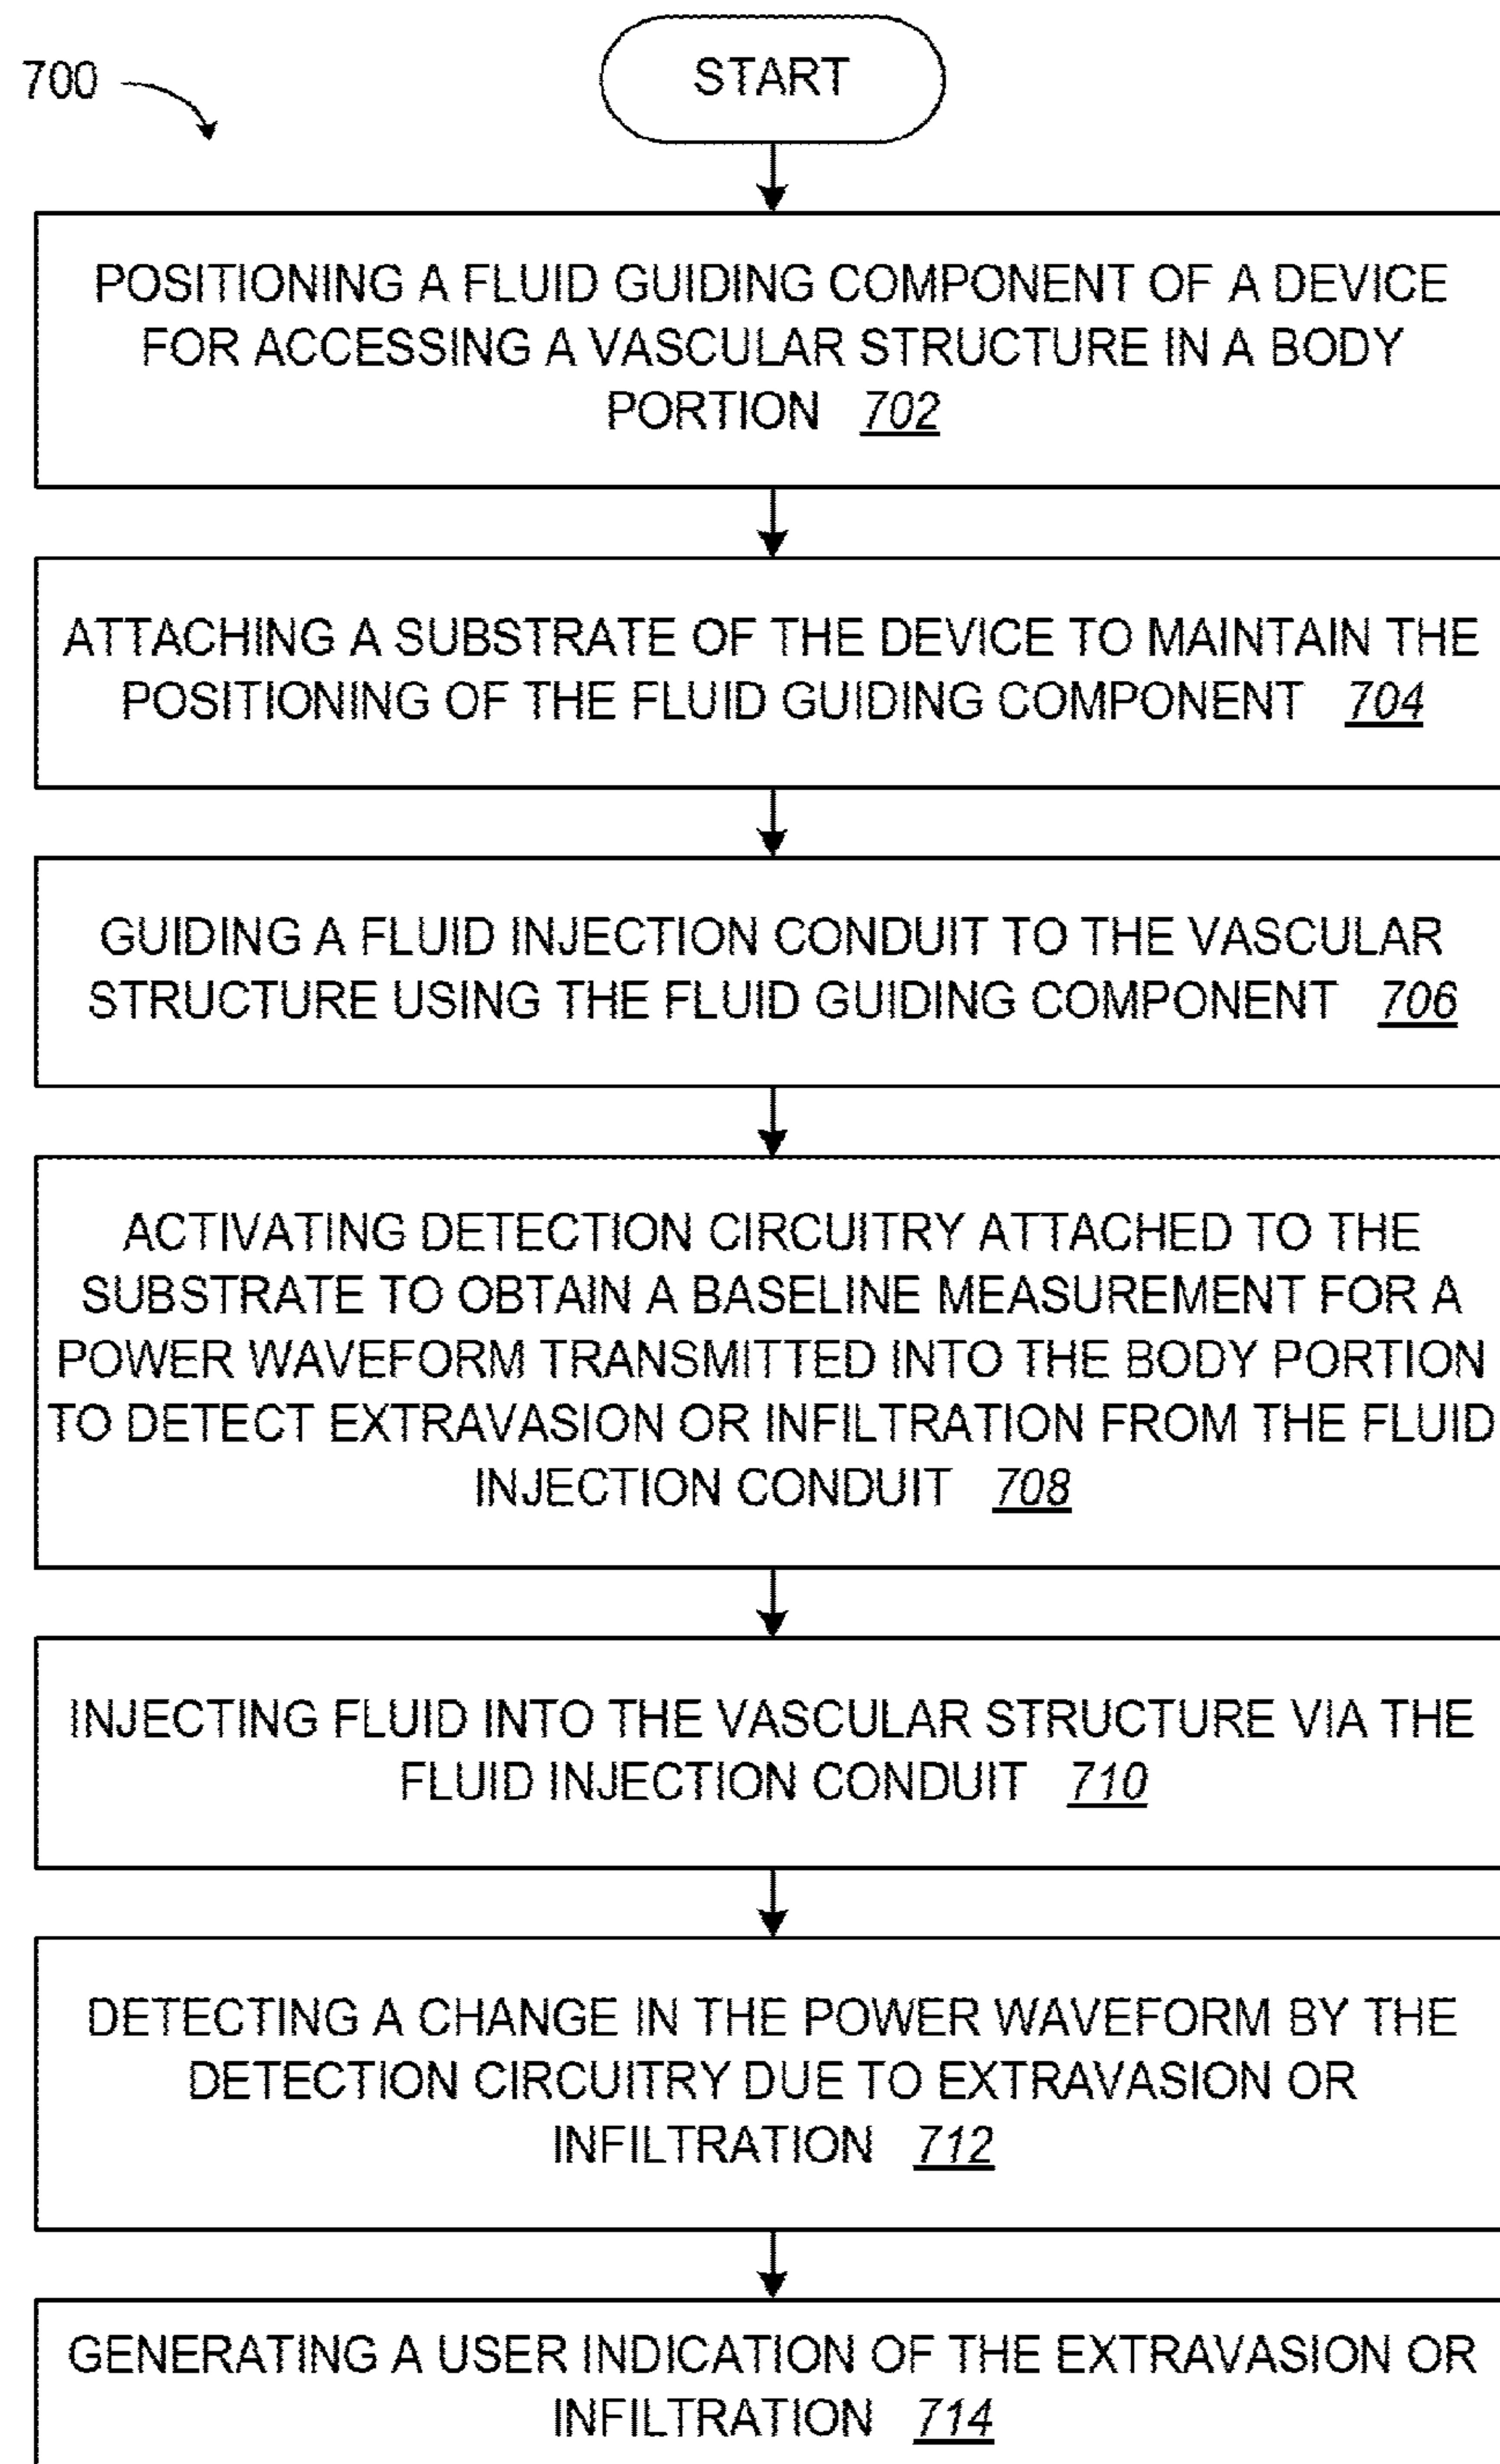 700
START
POSITIONING A FLUID GUIDING COMPONENT OF A DEVICE
FOR ACCESSING A VASCULAR STRUCTURE IN A BODY
PORTION 702
ATTACHING A SUBSTRATE OF THE DEVICE TO MAINTAIN THE
POSITIONING OF THE FLUID GUIDING COMPONENT 704
GUIDING A FLUID INJECTION CONDUIT TO THE VASCULAR
STRUCTURE USING THE FLUID GUIDING COMPONENT 706
ACTIVATING DETECTION CIRCUITRY ATTACHED TO THE
SUBSTRATE TO OBTAIN A BASELINE MEASUREMENT FOR A
POWER WAVEFORM TRANSMITTED INTO THE BODY PORTION
TO DETECT EXTRAVASION OR INFILTRATION FROM THE FLUID
INJECTION CONDUIT 708
INJECTING FLUID INTO THE VASCULAR STRUCTURE VIA THE
FLUID INJECTION CONDUIT 710
DETECTING A CHANGE IN THE POWER WAVEFORM BY THE
DETECTION CIRCUITRY DUE TO EXTRAVASION OR
INFILTRATION 712
GENERATING A USER INDICATION OF THE EXTRAVASION OR
INFILTRATION 714